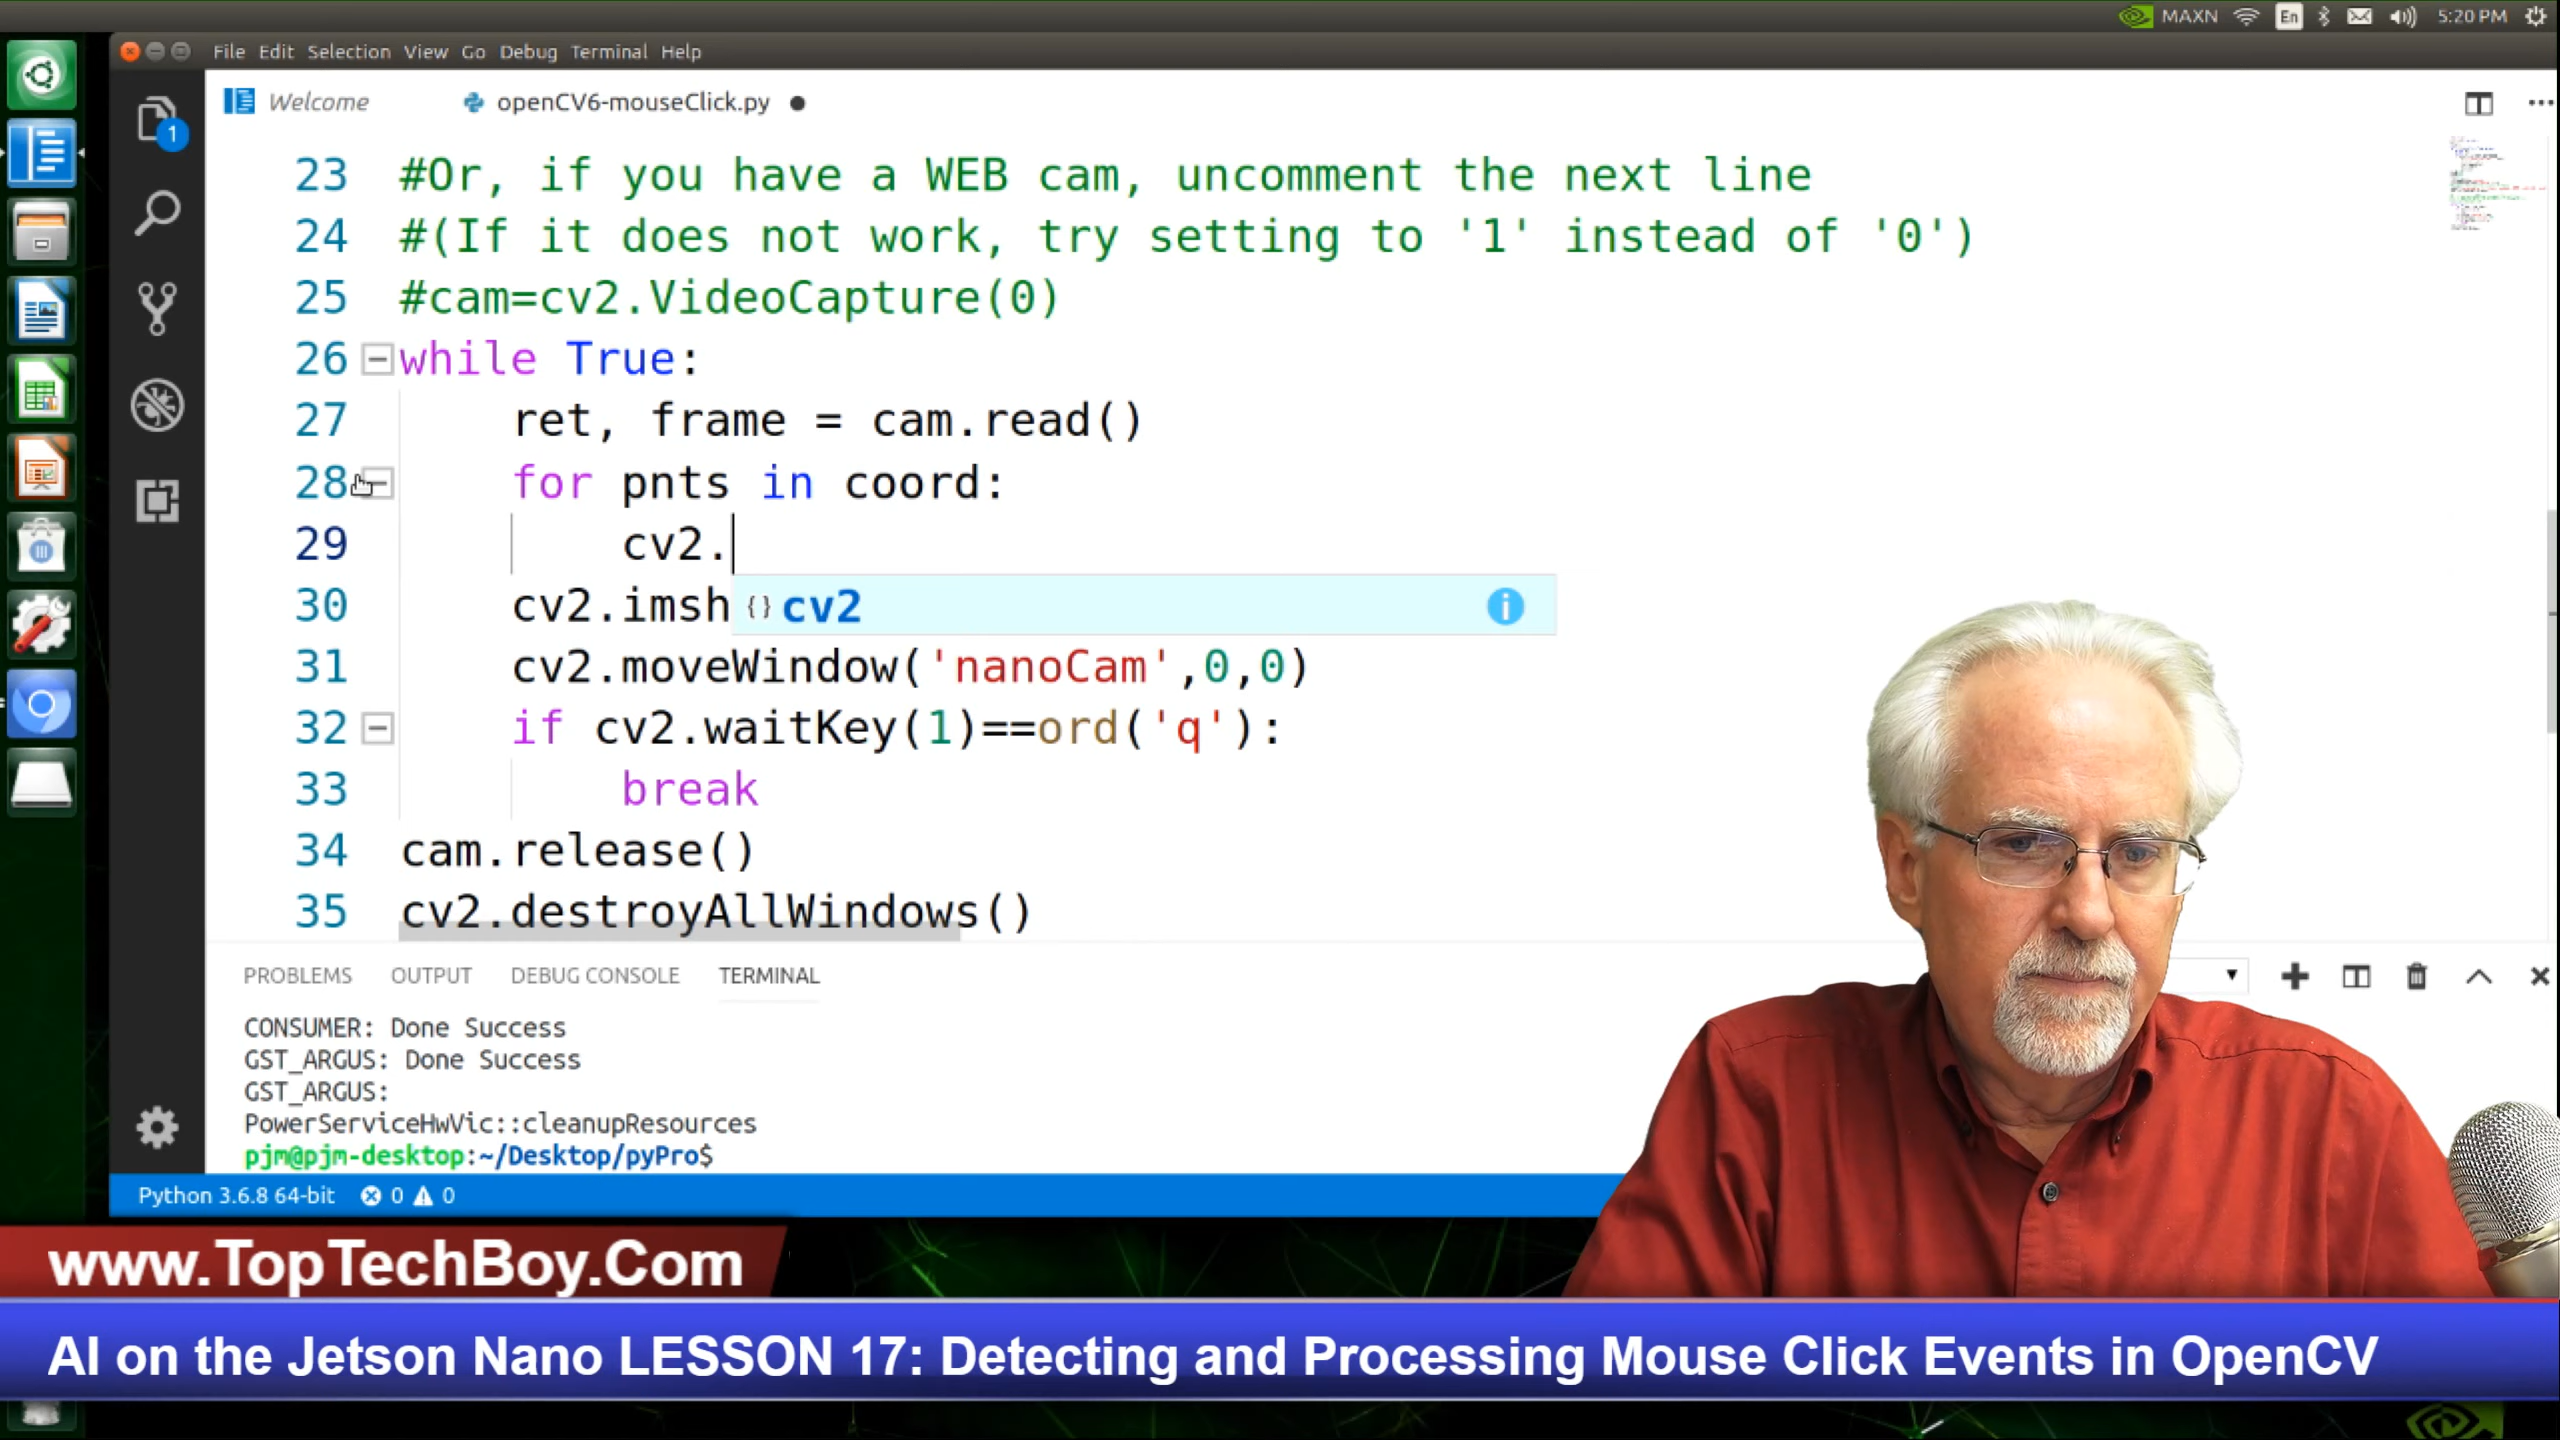 MAXN En 5:20 PM
File Edit Selection View Go Debug Terminal Help
Welcome openCV6-mouseClick.py
1
23 #Or, if you have a WEB cam, uncomment the next line
24 #(If it does not work, try setting to '1' instead of '0')
25 #cam=cv2.VideoCapture(0)
26 while True:
27 ret, frame = cam.read()
28 for pnts in coord:
29 cv2.
30 cv2.imsh
{} cv2
31 cv2.moveWindow('nanoCam',0,0)
32 if cv2.waitKey(1)==ord('q'):
33 break
34 cam.release()
35 cv2.destroyAllWindows()
PROBLEMS OUTPUT DEBUG CONSOLE TERMINAL
CONSUMER: Done Success
GST_ARGUS: Done Success
GST_ARGUS:
PowerServiceHwVic::cleanupResources
pjm@pjm-desktop:~/Desktop/pyPro$
Python 3.6.8 64-bit 0 0
www.TopTechBoy.Com
AI on the Jetson Nano LESSON 17: Detecting and Processing Mouse Click Events in OpenCV